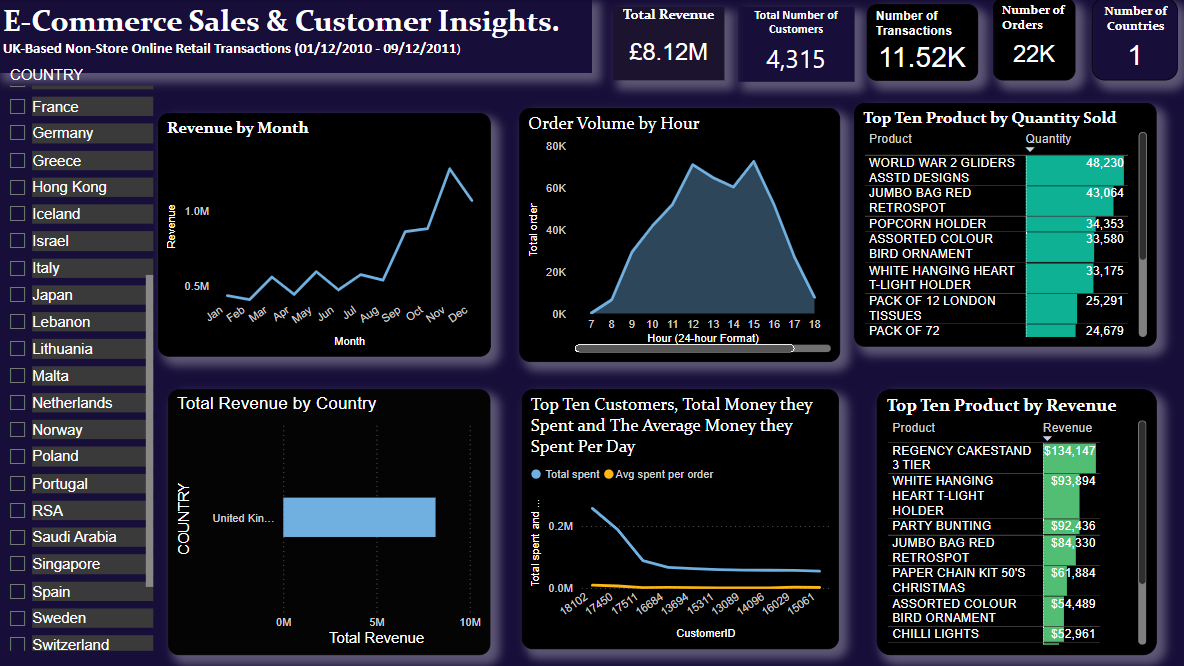 E-Commerce Sales & Customer Insights.
UK-Based Non-Store Online Retail Transactions (01/12/2010 - 09/12/2011)
Total Revenue
£8.12M
Total Number of
Customers
4,315
Number of
Transactions
11.52K
Number of
Orders
22K
Number of
Countries
1
COUNTRY
France
Germany
Greece
Hong Kong
Iceland
Israel
Italy
Japan
Lebanon
Lithuania
Malta
Netherlands
Norway
Poland
Portugal
RSA
Saudi Arabia
Singapore
Spain
Sweden
Switzerland
Revenue by Month
Revenue
1.0M
0.5M
Jan Feb Mar Apr May Jun Jul Aug Sep Oct Nov Dec
Month
Order Volume by Hour
Total order
80K
60K
40K
20K
0K
7 8 9 10 11 12 13 14 15 16 17 18
Hour (24-hour Format)
Top Ten Product by Quantity Sold
Product Quantity
WORLD WAR 2 GLIDERS 48,230
ASSTD DESIGNS
JUMBO BAG RED 43,064
RETROSPOT
POPCORN HOLDER 34,353
ASSORTED COLOUR 33,580
BIRD ORNAMENT
WHITE HANGING HEART 33,175
T-LIGHT HOLDER
PACK OF 12 LONDON 25,291
TISSUES
PACK OF 72 24,679
Total Revenue by Country
COUNTRY
United Kin...
0M 5M 10M
Total Revenue
Top Ten Customers, Total Money they
Spent and The Average Money they
Spent Per Day
Total spent Avg spent per order
Total spent and ...
0.2M
0.0M
18102 17450 17511 16684 13694 15311 13089 14096 16029 15061
CustomerID
Top Ten Product by Revenue
Product Revenue
REGENCY CAKESTAND $134,147
3 TIER
WHITE HANGING $93,894
HEART T-LIGHT
HOLDER
PARTY BUNTING $92,436
JUMBO BAG RED $84,330
RETROSPOT
PAPER CHAIN KIT 50'S $61,884
CHRISTMAS
ASSORTED COLOUR $54,489
BIRD ORNAMENT
CHILLI LIGHTS $52,961